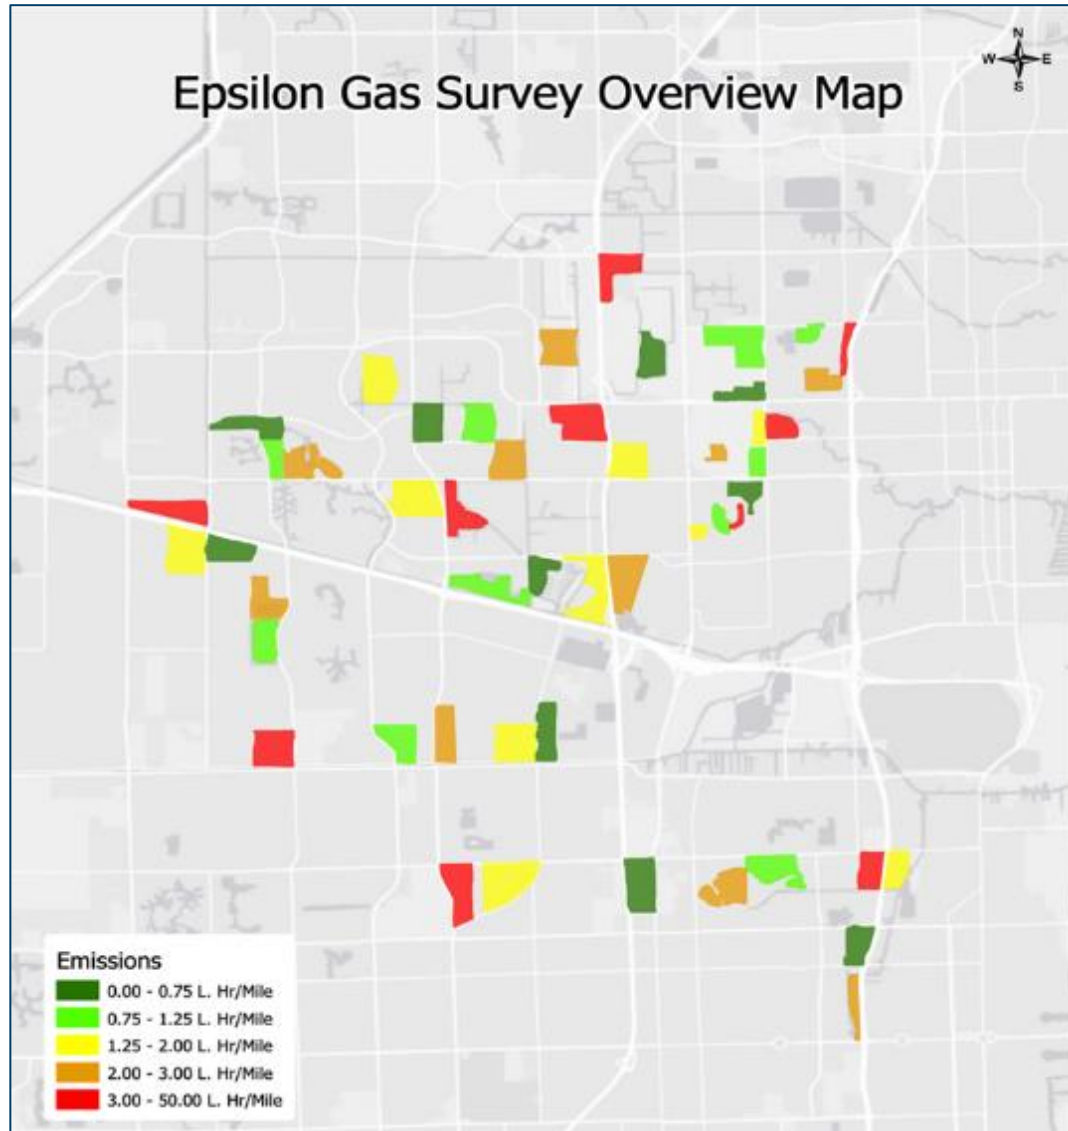 N
W E
S
Epsilon Gas Survey Overview Map
Emissions
0.00 - 0.75 L. Hr/Mile
0.75 - 1.25 L. Hr/Mile
1.25 - 2.00 L. Hr/Mile
2.00 - 3.00 L. Hr/Mile
3.00 - 50.00 L. Hr/Mile